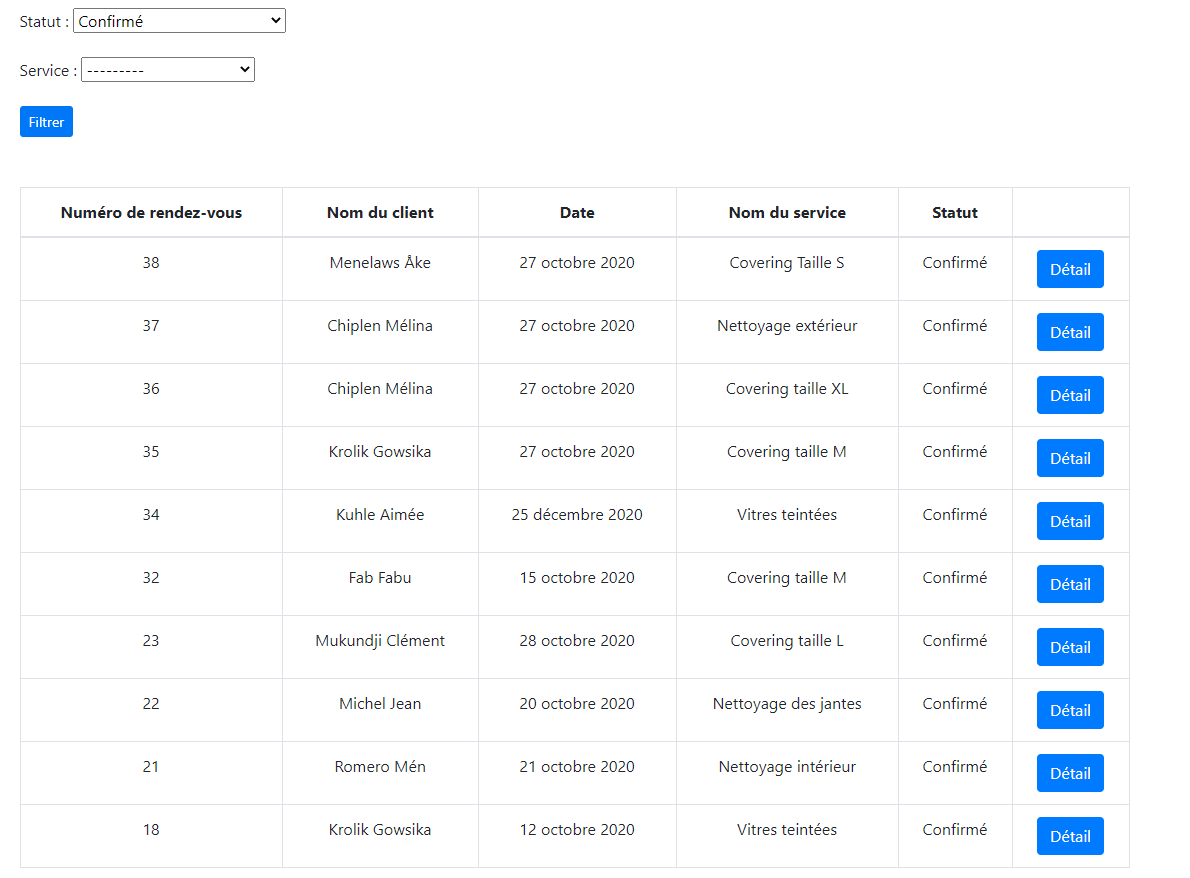 Statut : Confirmé
Service : ---------
Filtrer
Numéro de rendez-vous Nom du client Date Nom du service Statut
38 Menelaws Åke 27 octobre 2020 Covering Taille S Confirmé Détail
37 Chiplen Mélina 27 octobre 2020 Nettoyage extérieur Confirmé Détail
36 Chiplen Mélina 27 octobre 2020 Covering taille XL Confirmé Détail
35 Krolik Gowsika 27 octobre 2020 Covering taille M Confirmé Détail
34 Kuhle Aimée 25 décembre 2020 Vitres teintées Confirmé Détail
32 Fab Fabu 15 octobre 2020 Covering taille M Confirmé Détail
23 Mukundji Clément 28 octobre 2020 Covering taille L Confirmé Détail
22 Michel Jean 20 octobre 2020 Nettoyage des jantes Confirmé Détail
21 Romero Mén 21 octobre 2020 Nettoyage intérieur Confirmé Détail
18 Krolik Gowsika 12 octobre 2020 Vitres teintées Confirmé Détail